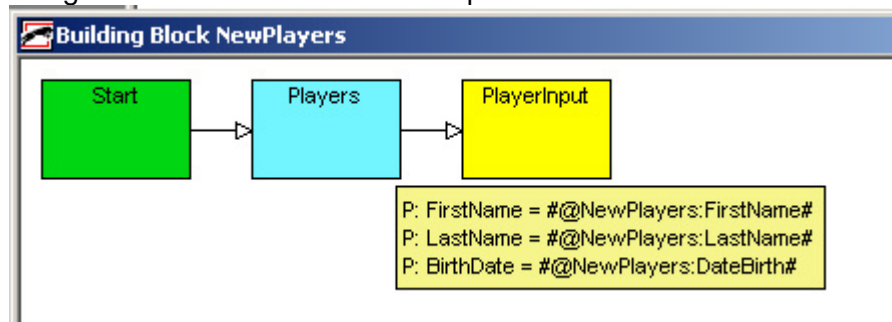 Building Block NewPlayers
Start
Players
PlayerInput
P: FirstName = #@NewPlayers:FirstName#
P: LastName = #@NewPlayers:LastName#
P: BirthDate = #@NewPlayers:DateBirth#